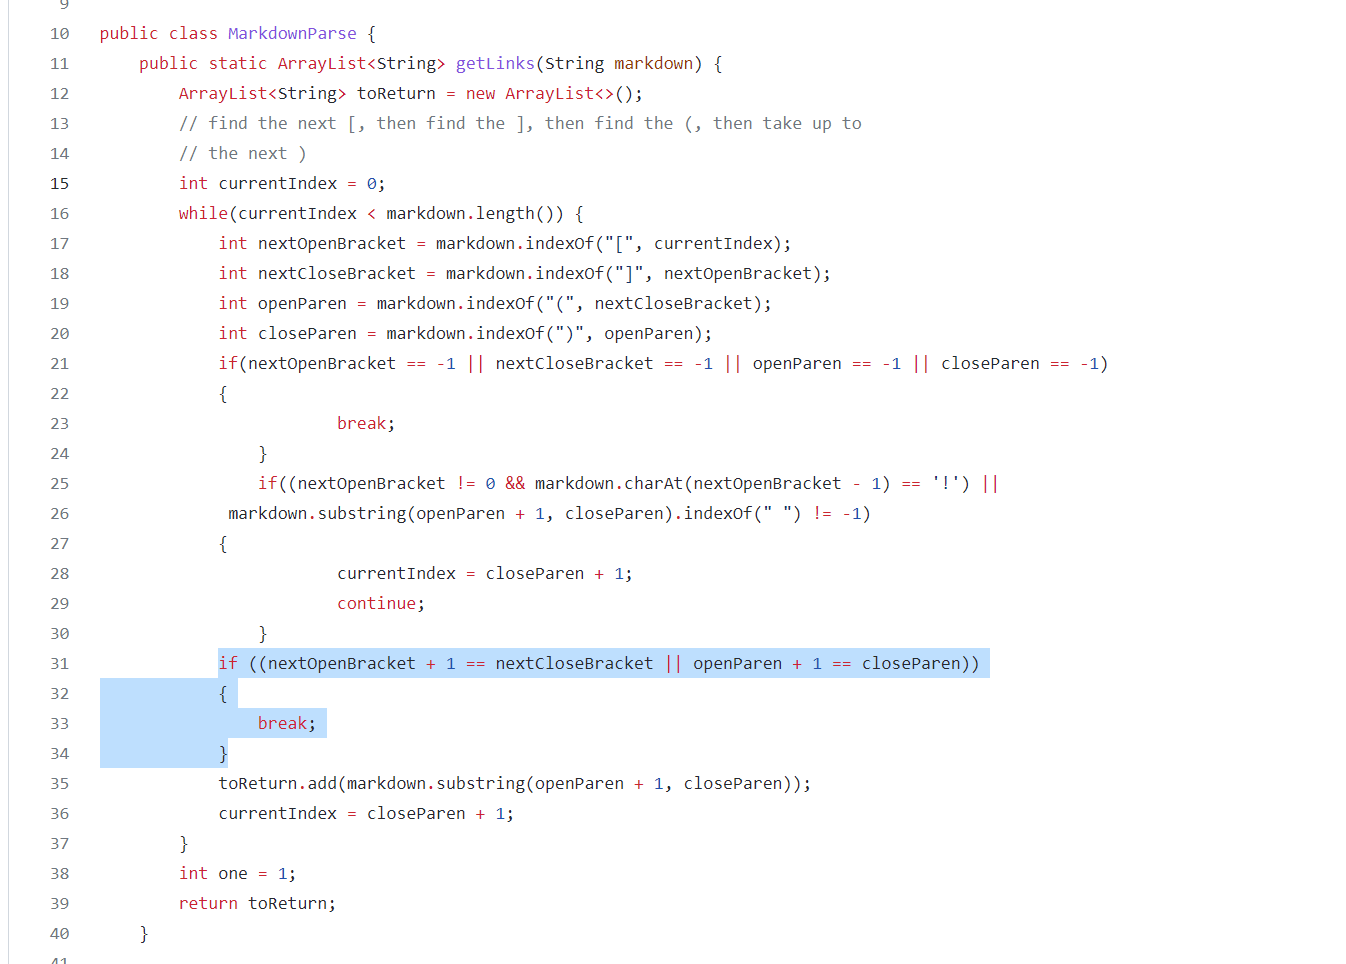 9
10 public class MarkdownParse {
11 public static ArrayList<String> getLinks(String markdown) {
12 ArrayList<String> toReturn = new ArrayList<>();
13 // find the next [, then find the ], then find the (, then take up to
14 // the next )
15 int currentIndex = 0;
16 while(currentIndex < markdown.length()) {
17 int nextOpenBracket = markdown.indexOf("[", currentIndex);
18 int nextCloseBracket = markdown.indexOf("]", nextOpenBracket);
19 int openParen = markdown.indexOf("(", nextCloseBracket);
20 int closeParen = markdown.indexOf(")", openParen);
21 if(nextOpenBracket == -1 || nextCloseBracket == -1 || openParen == -1 || closeParen == -1)
22 {
23 break;
24 }
25 if((nextOpenBracket != 0 && markdown.charAt(nextOpenBracket - 1) == '!') ||
26 markdown.substring(openParen + 1, closeParen).indexOf(" ") != -1)
27 {
28 currentIndex = closeParen + 1;
29 continue;
30 }
31 if ((nextOpenBracket + 1 == nextCloseBracket || openParen + 1 == closeParen))
32 {
33 break;
34 }
35 toReturn.add(markdown.substring(openParen + 1, closeParen));
36 currentIndex = closeParen + 1;
37 }
38 int one = 1;
39 return toReturn;
40 }
41